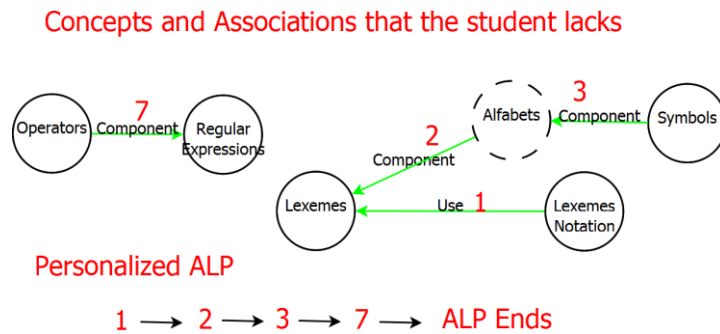 Concepts and Associations that the student lacks
7
3
Operators
Component
Regular
Expressions
Alfabets
Component
Symbols
2
Component
Lexemes
Use 1
Lexemes
Notation
Personalized ALP
1 2 3 7 ALP Ends